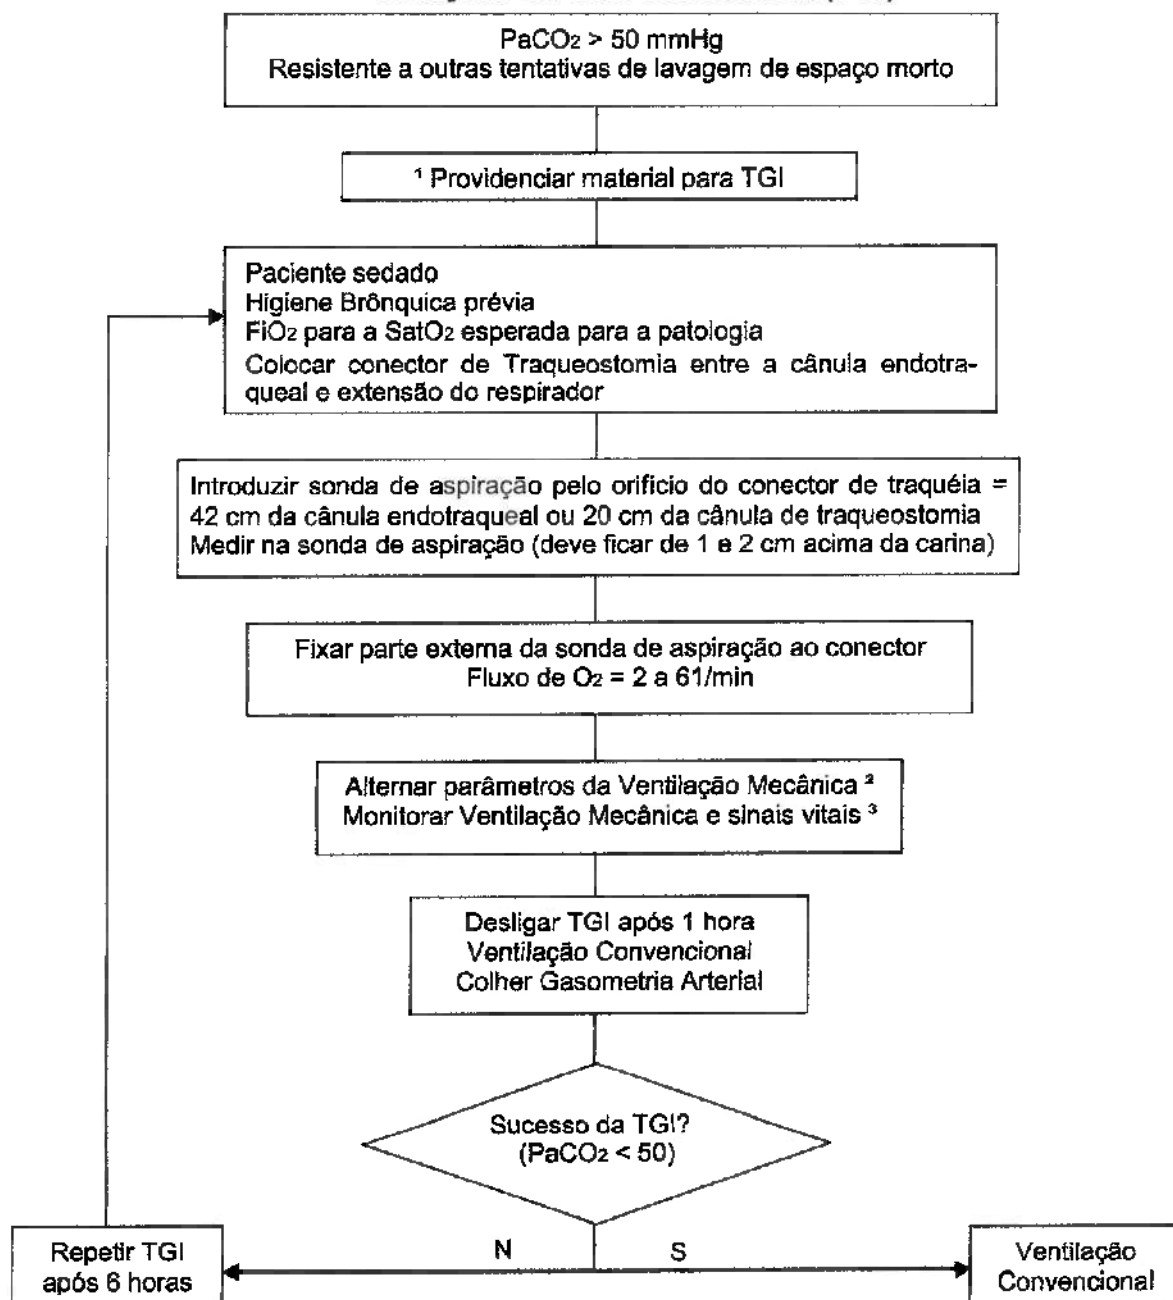 PaCO2 > 50 mmHg
Resistente a outras tentativas de lavagem de espaço morto
¹ Providenciar material para TGI
Paciente sedado
Higiene Brônquica prévia
FiO2 para a SatO2 esperada para a patologia
Colocar conector de Traqueostomia entre a cânula endotra-
queal e extensão do respirador
Introduzir sonda de aspiração pelo orifício do conector de traquéia =
42 cm da cânula endotraqueal ou 20 cm da cânula de traqueostomia
Medir na sonda de aspiração (deve ficar de 1 e 2 cm acima da carina)
Fixar parte externa da sonda de aspiração ao conector
Fluxo de O2 = 2 a 61/min
Alternar parâmetros da Ventilação Mecânica ²
Monitorar Ventilação Mecânica e sinais vitais ³
Desligar TGI após 1 hora
Ventilação Convencional
Colher Gasometria Arterial
Sucesso da TGI?
(PaCO2 < 50)
N
S
Repetir TGI
após 6 horas
Ventilação
Convencional